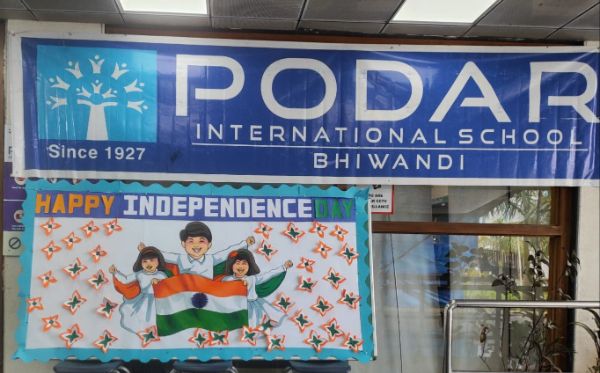 PODAR
INTERNATIONAL SCHOOL
BHIWANDI
Since 1927
HAPPY INDEPENDENCE DAY